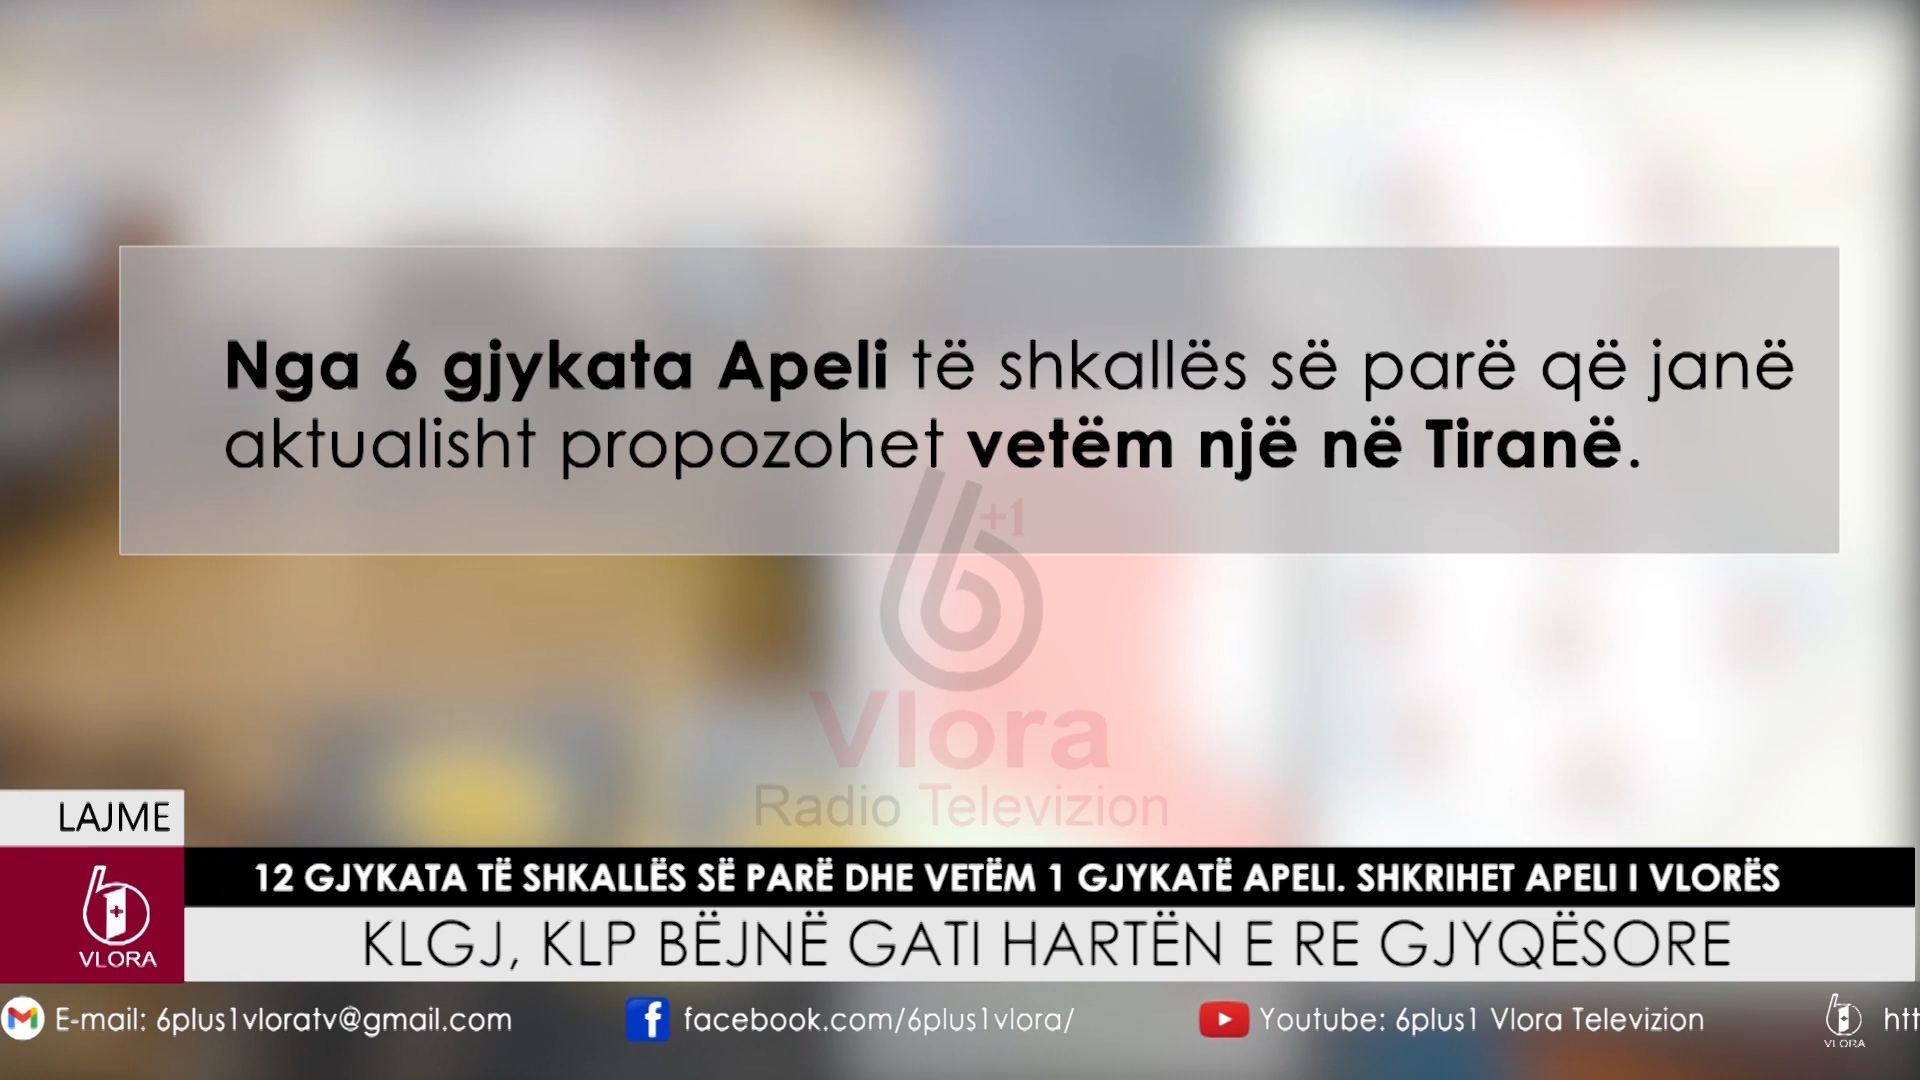 Nga 6 gjykata Apeli të shkallës së parë që janë
aktualisht propozohet vetëm një në Tiranë.
6+1
Vlora
Radio Televizion
LAJME
VLORA
12 GJYKATA TË SHKALLËS SË PARË DHE VETËM 1 GJYKATË APELI. SHKRIHET APELI I VLORËS
KLGJ, KLP BËJNË GATI HARTËN E RE GJYQËSORE
E-mail: 6plus1vloratv@gmail.com
facebook.com/6plus1vlora/
Youtube: 6plus1 Vlora Televizion
VLORA
htt